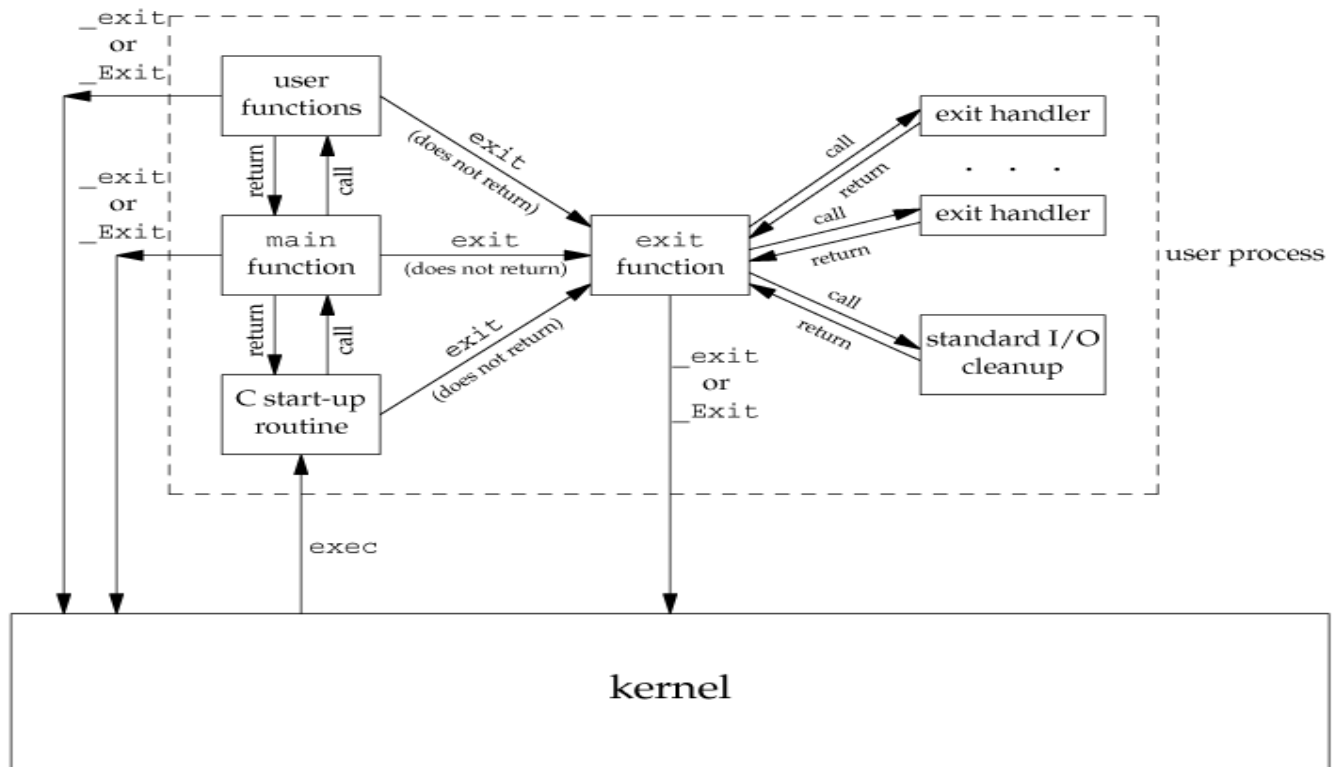 _exit
or
_Exit
user
functions
exit
(does not return)
call
return
exit handler
. . .
return
call
_exit
or
_Exit
main
function
exit
(does not return)
exit
function
call
return
exit handler
user process
return
call
exit
(does not return)
call
return
standard I/O
cleanup
C start-up
routine
_exit
or
_Exit
exec
kernel